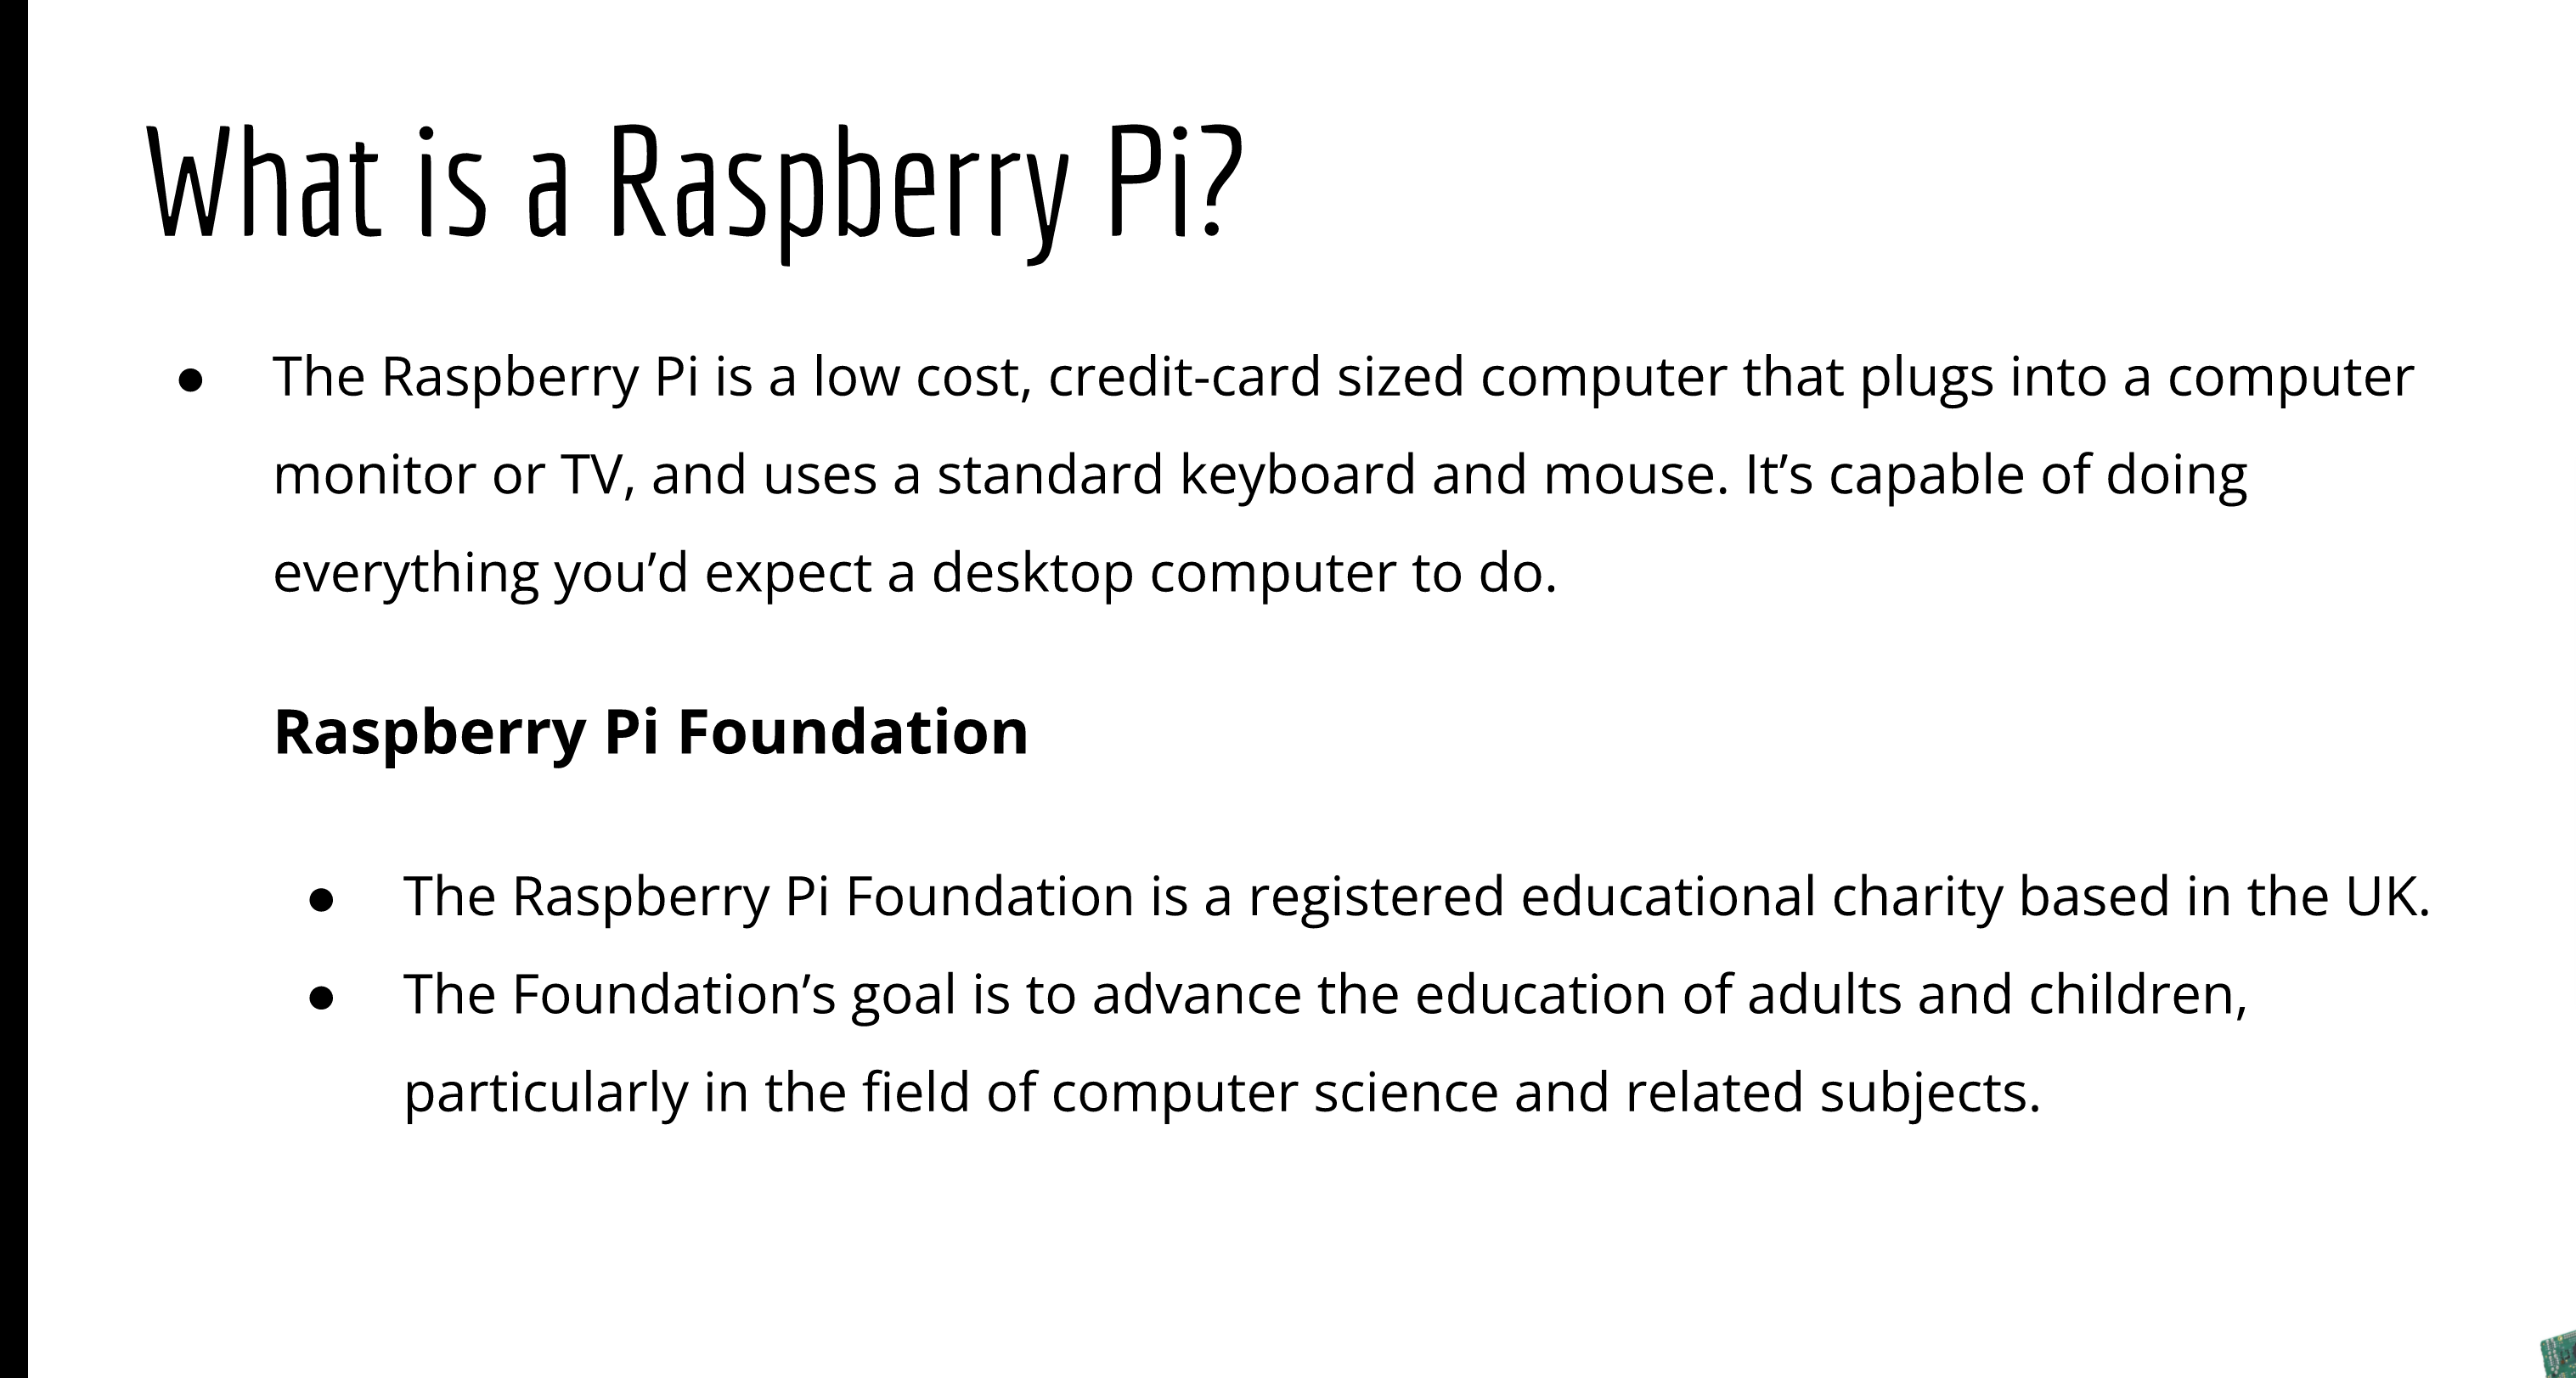 What is a Raspberry Pi?
● The Raspberry Pi is a low cost, credit-card sized computer that plugs into a computer
monitor or TV, and uses a standard keyboard and mouse. It’s capable of doing
everything you’d expect a desktop computer to do.
Raspberry Pi Foundation
● The Raspberry Pi Foundation is a registered educational charity based in the UK.
● The Foundation’s goal is to advance the education of adults and children,
particularly in the field of computer science and related subjects.